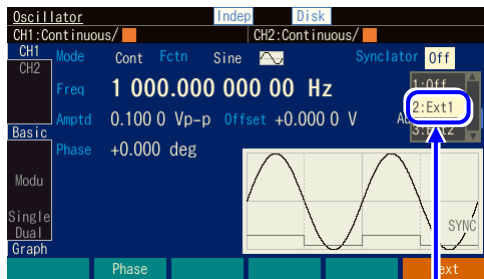 Oscillator Indep Disk
CH1:Continuous/ CH2:Continuous/
CH1 Mode Cont Fctn Sine Synclator Off
CH2
Freq 1 000.000 000 00 Hz 1:Off
2:Ext1
Amptd 0.100 0 Vp-p Offset +0.000 0 V
Basic
Phase +0.000 deg
Modu
Single
Dual
SYNC
Graph
Phase